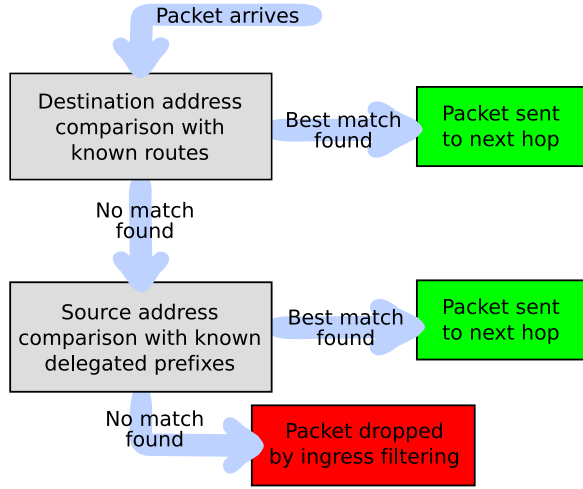 Packet arrives
Destination address
comparison with
known routes
Best match
found
Packet sent
to next hop
No match
found
Source address
comparison with known
delegated prefixes
Best match
found
Packet sent
to next hop
No match
found
Packet dropped
by ingress filtering